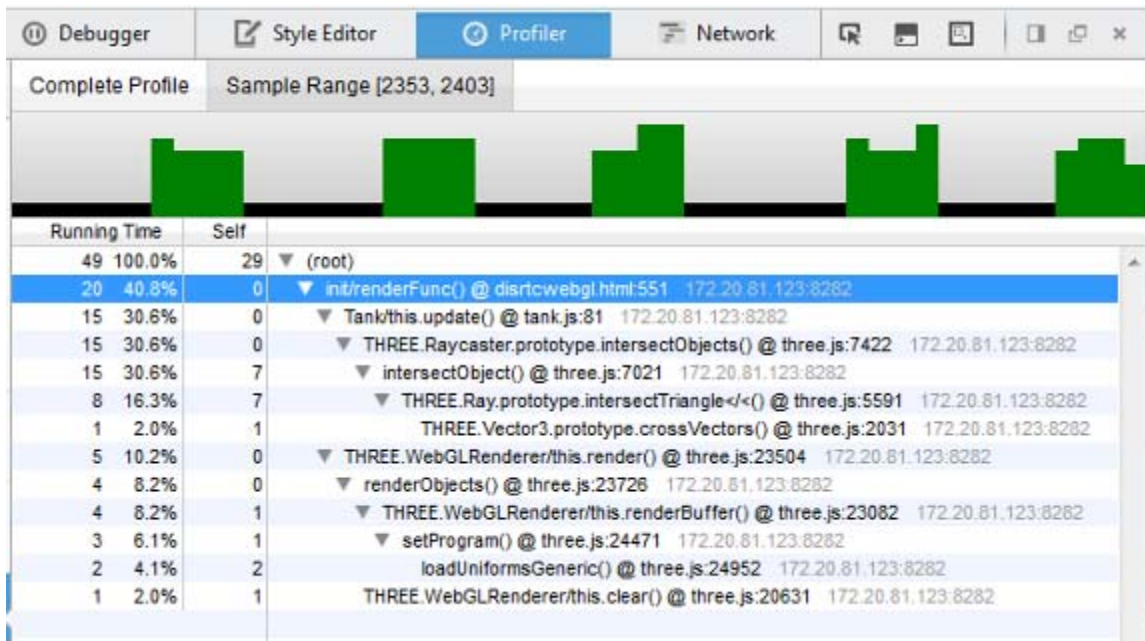 Debugger Style Editor Profiler Network
Complete Profile Sample Range [2353, 2403]
Running Time Self
49 100.0% 29 (root)
20 40.8% 0 init/renderFunc() @ disrtcwebgl.html:551 172.20.81.123:8282
15 30.6% 0 Tank/this.update() @ tank.js:81 172.20.81.123:8282
15 30.6% 0 THREE.Raycaster.prototype.intersectObjects() @ three.js:7422 172.20.81.123:8282
15 30.6% 7 intersectObject() @ three.js:7021 172.20.81.123:8282
8 16.3% 7 THREE.Ray.prototype.intersectTriangle</<() @ three.js:5591 172.20.81.123:8282
1 2.0% 1 THREE.Vector3.prototype.crossVectors() @ three.js:2031 172.20.81.123:8282
5 10.2% 0 THREE.WebGLRenderer/this.render() @ three.js:23504 172.20.81.123:8282
4 8.2% 0 renderObjects() @ three.js:23726 172.20.81.123:8282
4 8.2% 1 THREE.WebGLRenderer/this.renderBuffer() @ three.js:23082 172.20.81.123:8282
3 6.1% 1 setProgram() @ three.js:24471 172.20.81.123:8282
2 4.1% 2 loadUniformsGeneric() @ three.js:24952 172.20.81.123:8282
1 2.0% 1 THREE.WebGLRenderer/this.clear() @ three.js:20631 172.20.81.123:8282